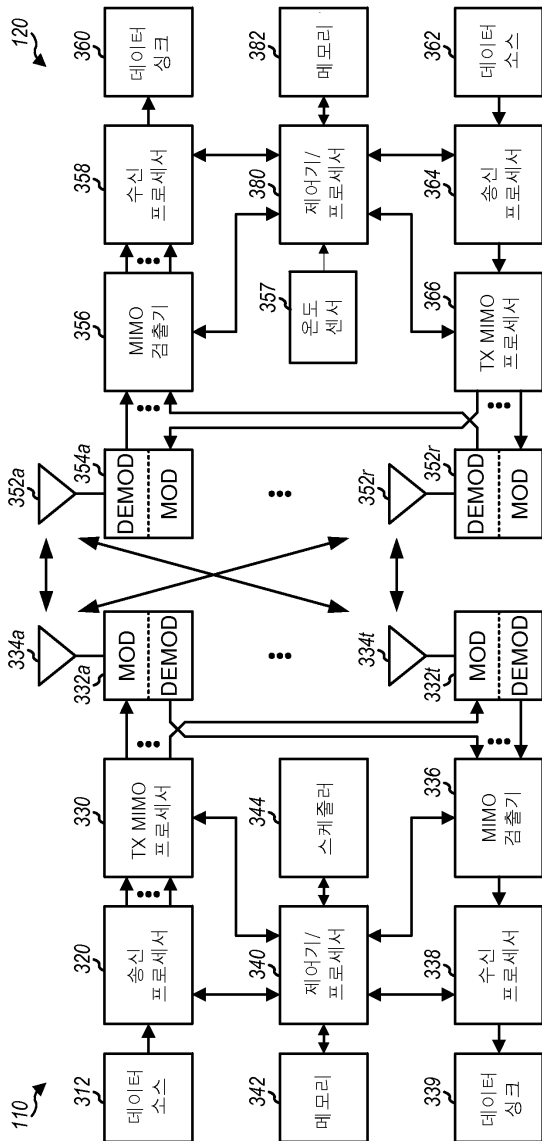 110
120
312
데이터
소스
320
송신
프로세서
330
TX MIMO
프로세서
334a
332a
MOD
DEMOD
352a
354a
DEMOD
MOD
356
MIMO
검출기
358
수신
프로세서
360
데이터
싱크
342
메모리
340
제어기/
프로세서
344
스케줄러
357
온도
센서
380
제어기/
프로세서
382
메모리
339
데이터
싱크
338
수신
프로세서
336
MIMO
검출기
334t
332t
MOD
DEMOD
352r
352r
DEMOD
MOD
366
TX MIMO
프로세서
364
송신
프로세서
362
데이터
소스